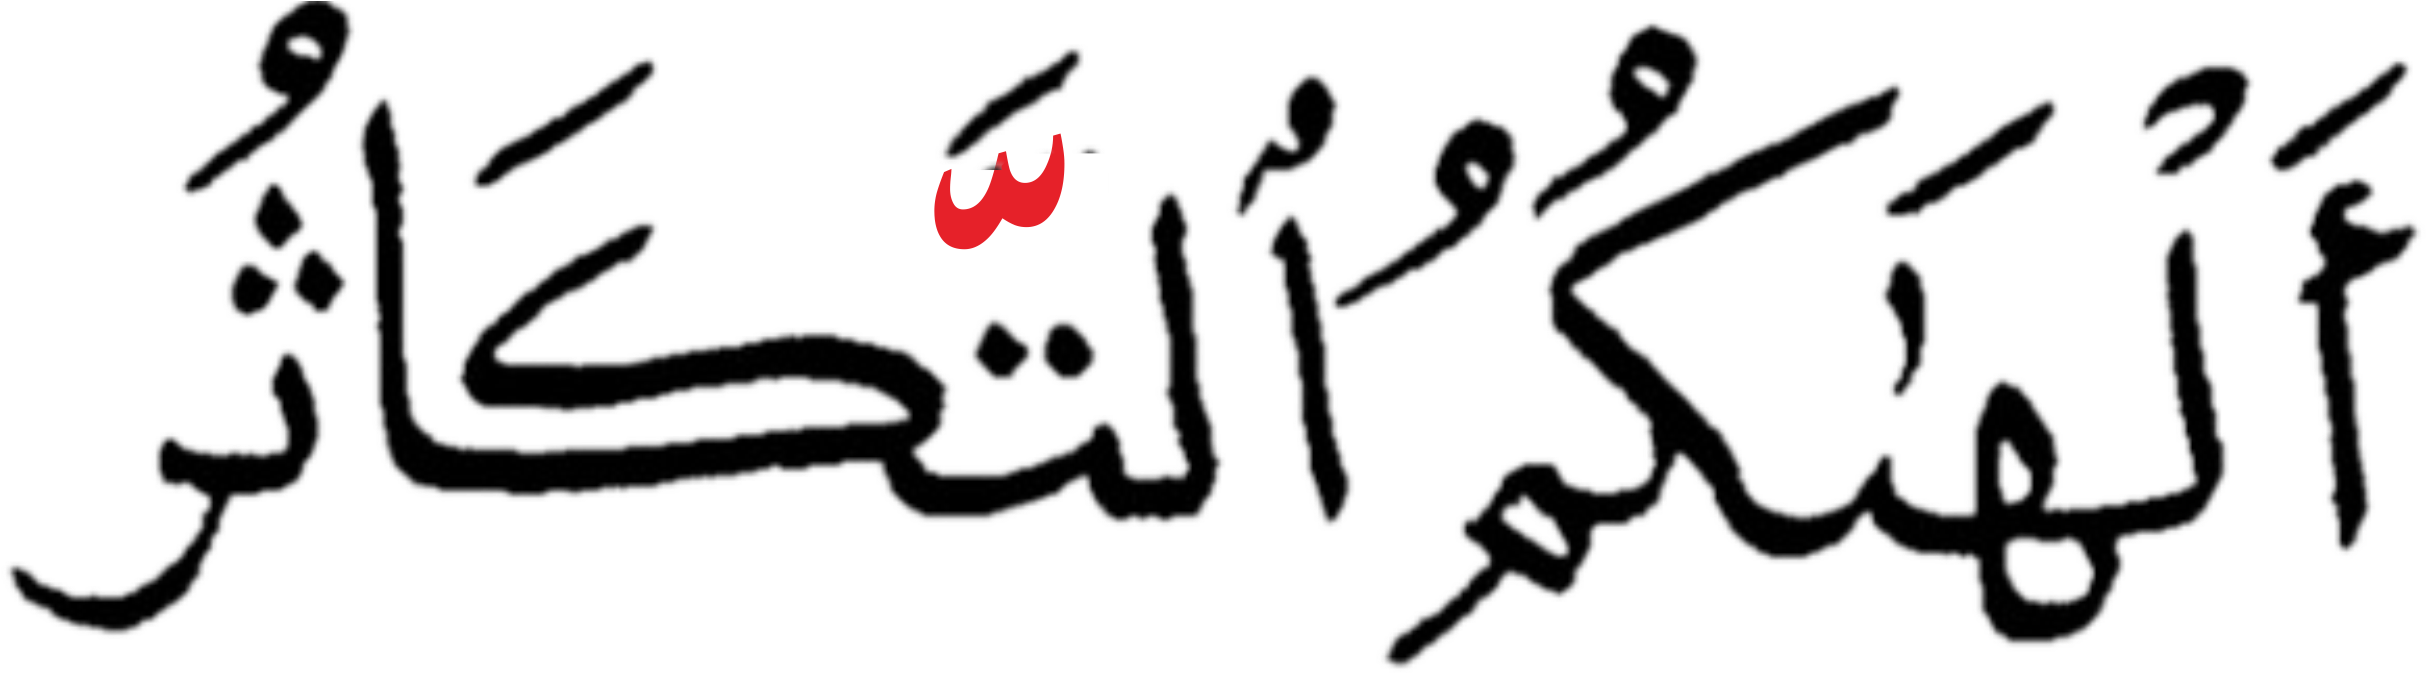 أَلْهَىٰكُمُ ٱلتَّكَاثُرُ